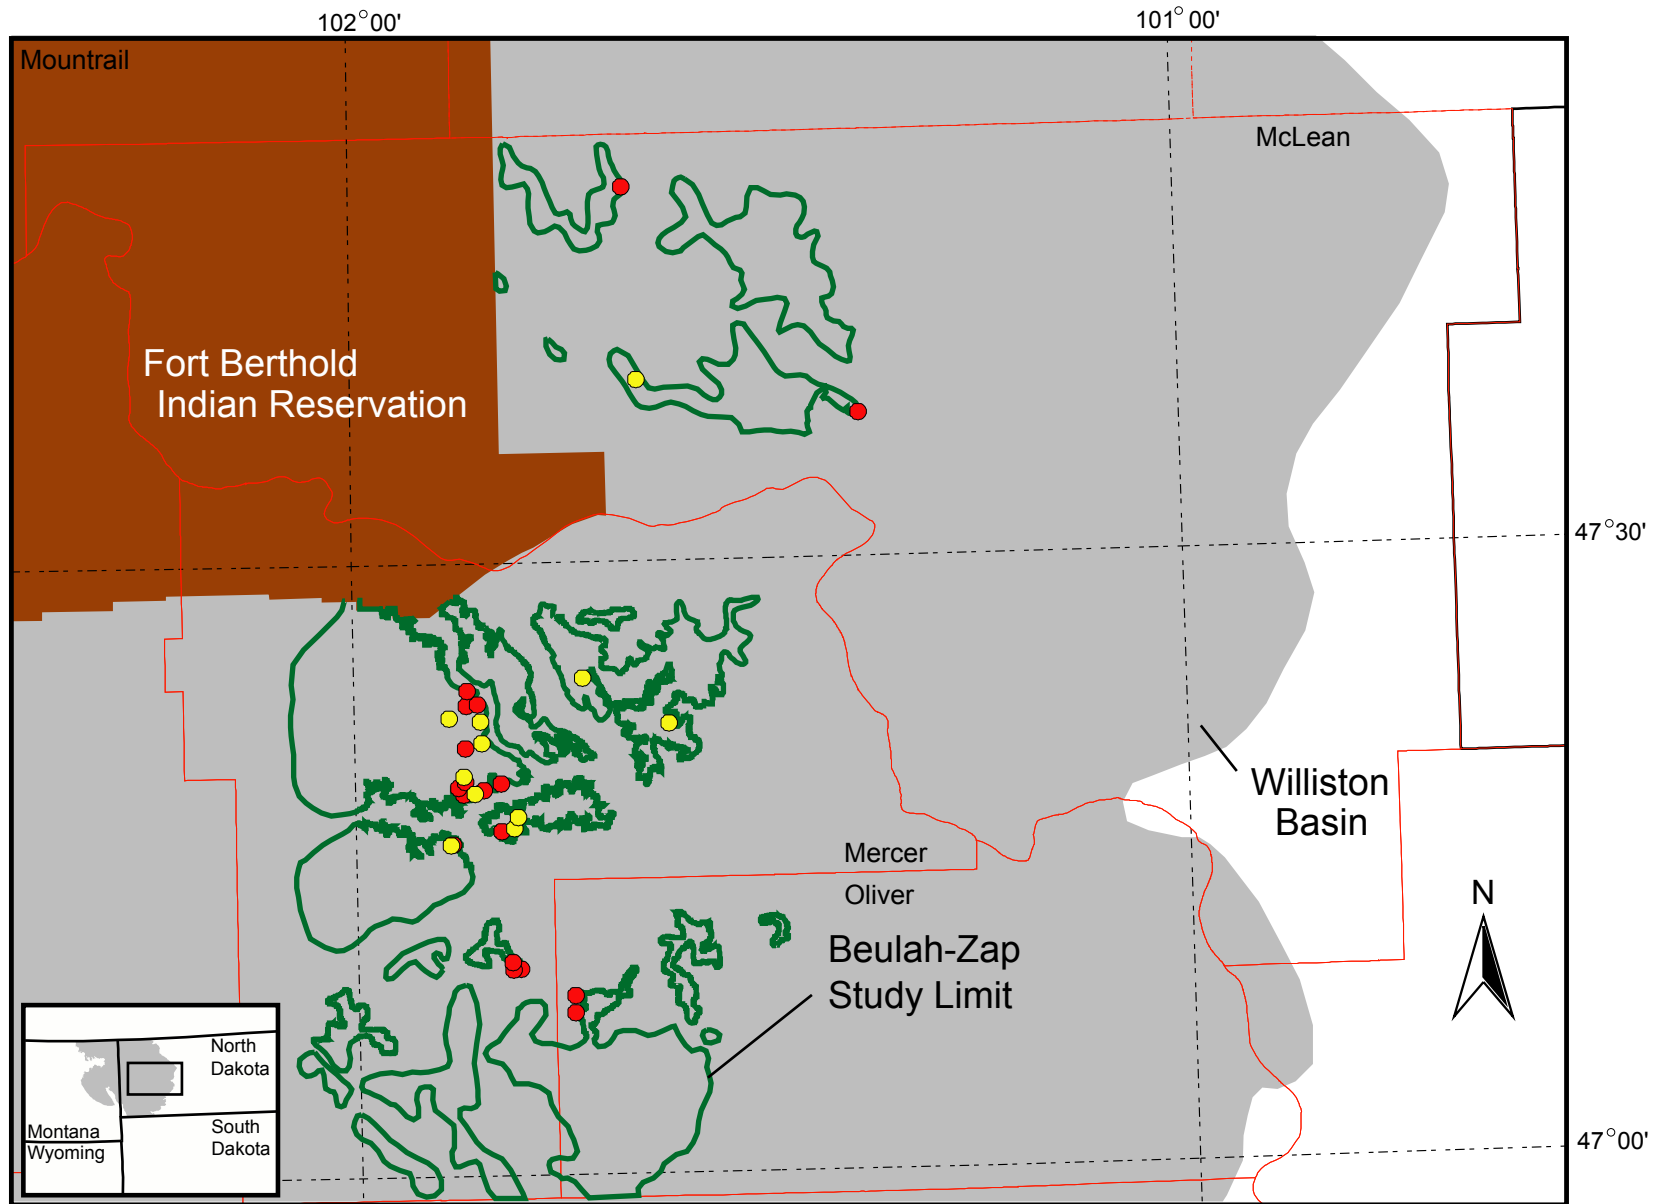 102°00'
101°00'
Mountrail
McLean
Fort Berthold
Indian Reservation
47°30'
Williston
Basin
Mercer
Oliver
N
Beulah-Zap
Study Limit
North
Dakota
South
Dakota
Montana
Wyoming
47°00'